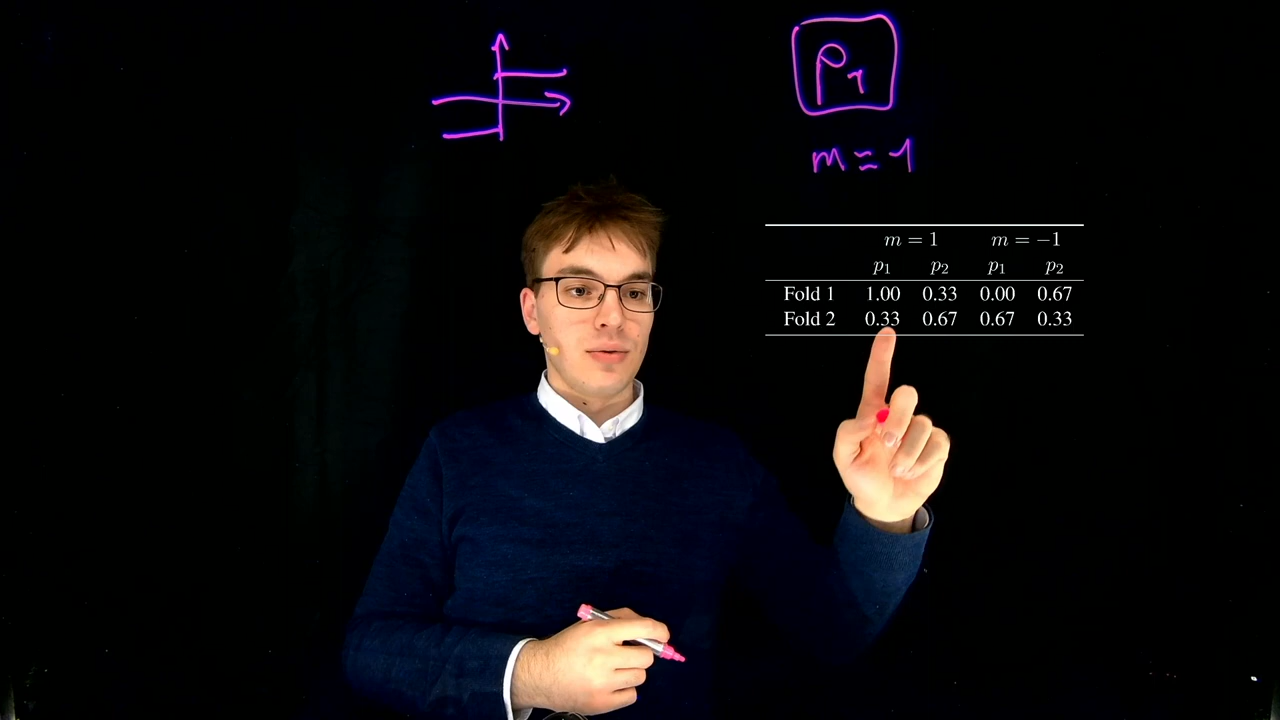 p₁
m = -1
m = 1 m = −1
p₁ p₂ p₁ p₂
Fold 1 1.00 0.33 0.00 0.67
Fold 2 0.33 0.67 0.67 0.33